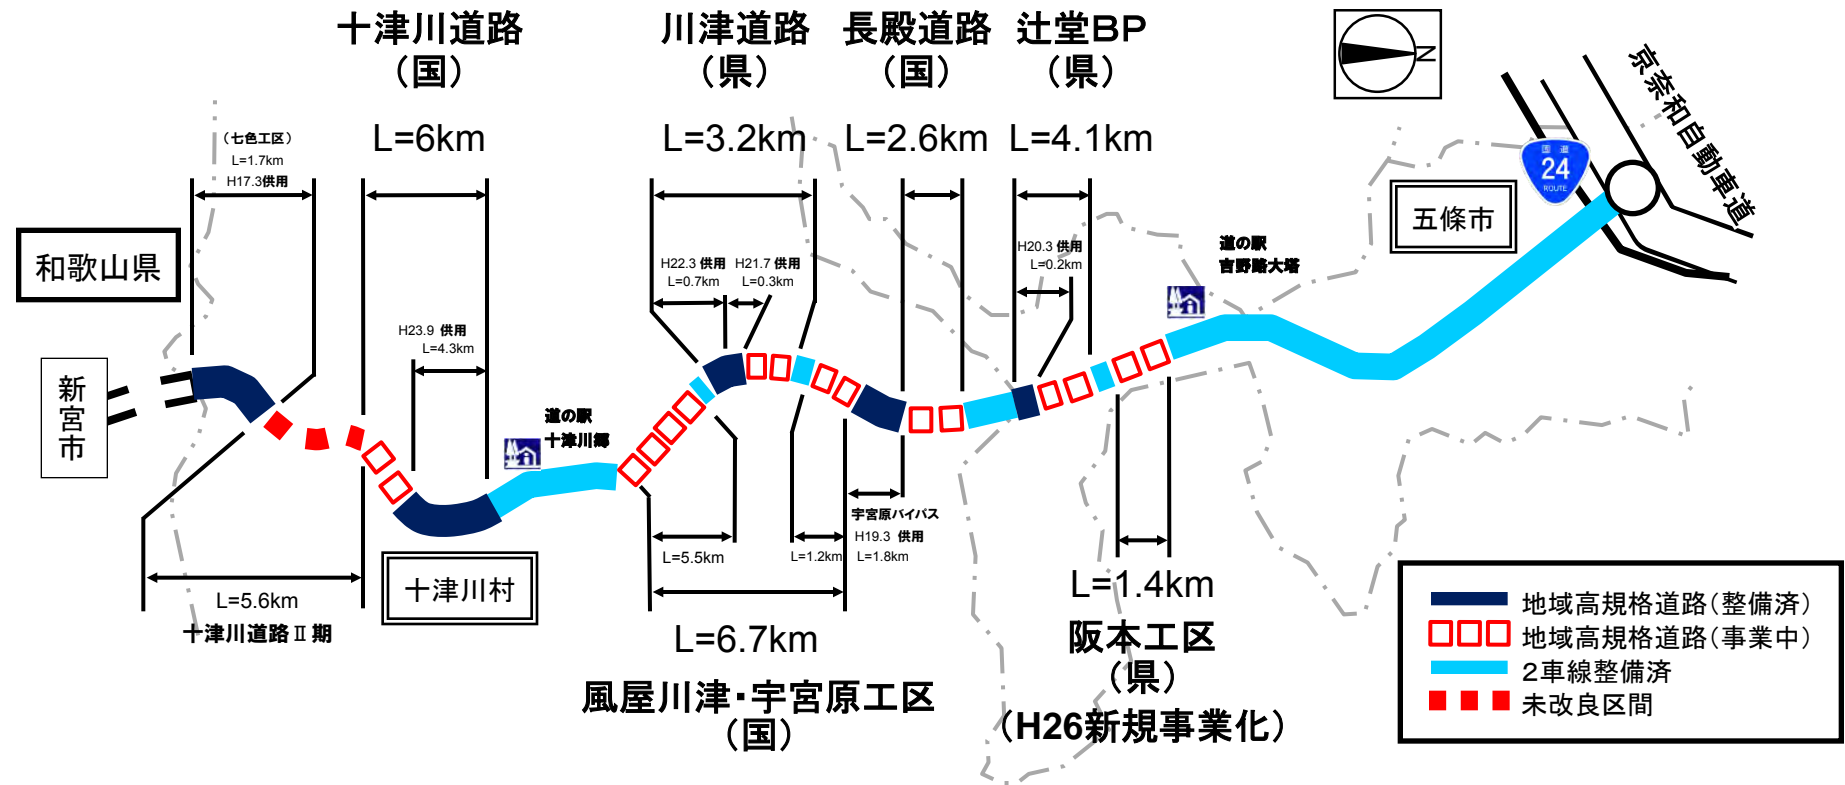 十津川道路
（国）
L=6km
川津道路
（県）
L=3.2km
長殿道路
（国）
L=2.6km
辻堂BP
（県）
L=4.1km
N
京奈和自動車道
国道
24
ROUTE
五條市
（七色工区）
L=1.7km
H17.3供用
和歌山県
新宮市
H23.9 供用
L=4.3km
道の駅
十津川郷
H22.3 供用
L=0.7km
H21.7 供用
L=0.3km
H20.3 供用
L=0.2km
道の駅
吉野路大塔
L=5.6km
十津川道路Ⅱ期
十津川村
L=5.5km
L=1.2km
宇宮原バイパス
H19.3 供用
L=1.8km
L=6.7km
風屋川津・宇宮原工区
（国）
L=1.4km
阪本工区
（県）
（H26新規事業化）
地域高規格道路（整備済）
地域高規格道路（事業中）
２車線整備済
未改良区間